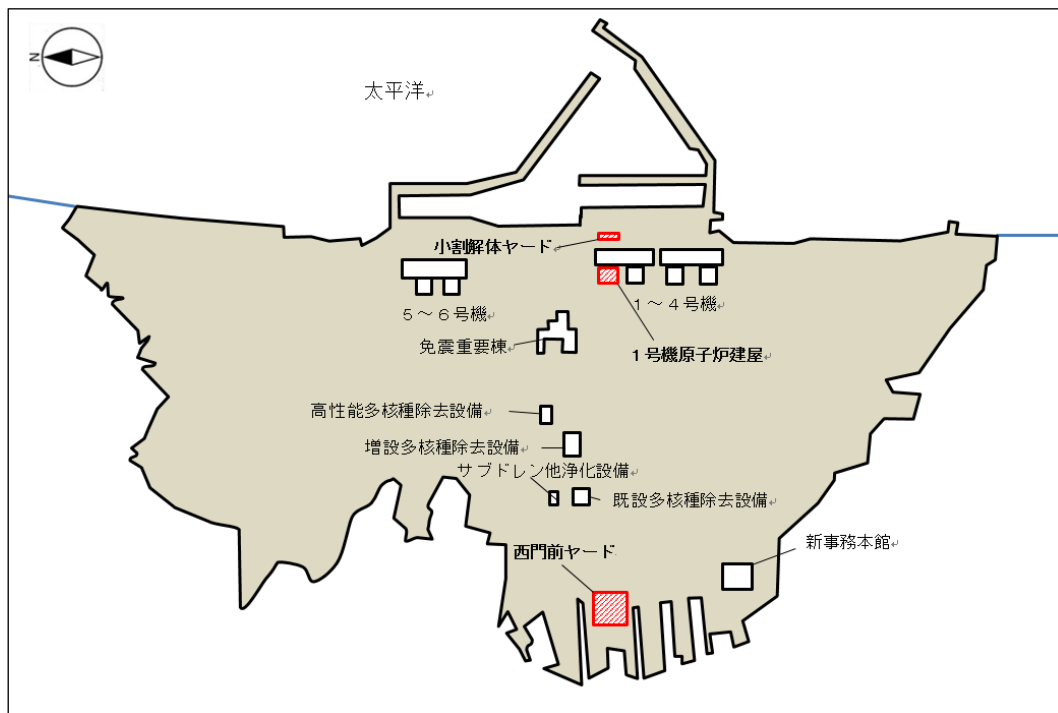 N
太平洋
小割解体ヤード
5～6号機
1～4号機
免震重要棟
1号機原子炉建屋
高性能多核種除去設備
増設多核種除去設備
サブドレン他浄化設備
既設多核種除去設備
新事務本館
西門前ヤード